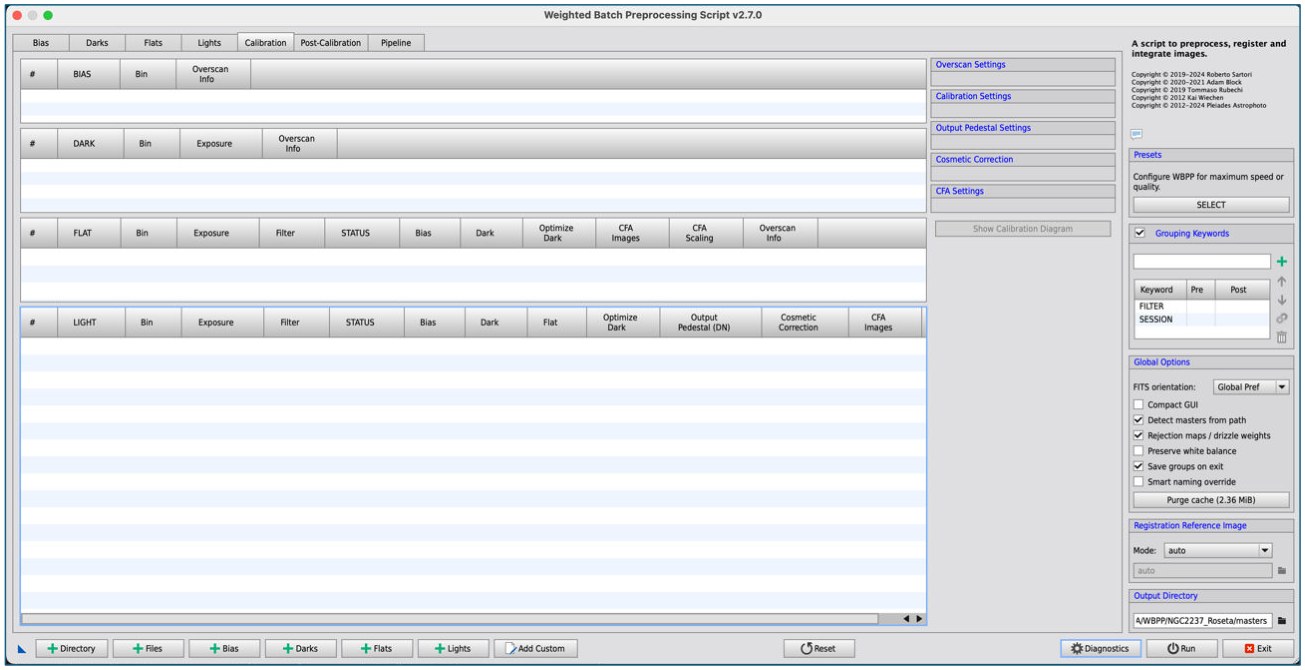 Weighted Batch Preprocessing Script v2.7.0
Bias Darks Flats Lights Calibration Post-Calibration Pipeline
# BIAS Bin Overscan Info
# DARK Bin Exposure Overscan Info
# FLAT Bin Exposure Filter STATUS Bias Dark Optimize Dark CFA Images CFA Scaling Overscan Info
# LIGHT Bin Exposure Filter STATUS Bias Dark Flat Optimize Dark Output Pedestal (DN) Cosmetic Correction CFA Images
Overscan Settings
Calibration Settings
Output Pedestal Settings
Cosmetic Correction
CFA Settings
Show Calibration Diagram
A script to preprocess, register and
integrate images.
Copyright © 2019-2024 Roberto Sartori
Copyright © 2020-2021 Adam Block
Copyright © 2019 Tommaso Rubechi
Copyright © 2012 Kai Wiechen
Copyright © 2012-2024 Pleiades Astrophoto
Presets
Configure WBPP for maximum speed or
quality.
SELECT
Grouping Keywords
Keyword Pre Post
FILTER
SESSION
Global Options
FITS orientation: Global Pref
Compact GUI
Detect masters from path
Rejection maps / drizzle weights
Preserve white balance
Save groups on exit
Smart naming override
Purge cache (2.36 MiB)
Registration Reference Image
Mode: auto
auto
Output Directory
/WBPP/NGC2237_Roseta/masters
Directory Files Bias Darks Flats Lights Add Custom Reset Diagnostics Run Exit